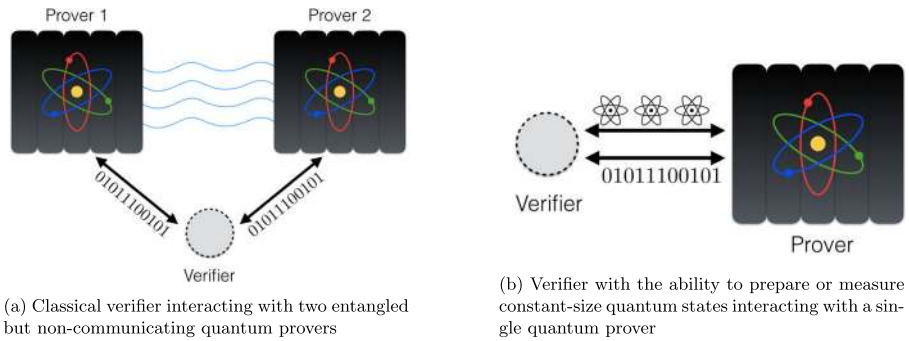 Prover 1
Prover 2
01011100101
01011100101
Verifier
(a) Classical verifier interacting with two entangled
but non-communicating quantum provers
01011100101
Verifier
Prover
(b) Verifier with the ability to prepare or measure
constant-size quantum states interacting with a sin-
gle quantum prover